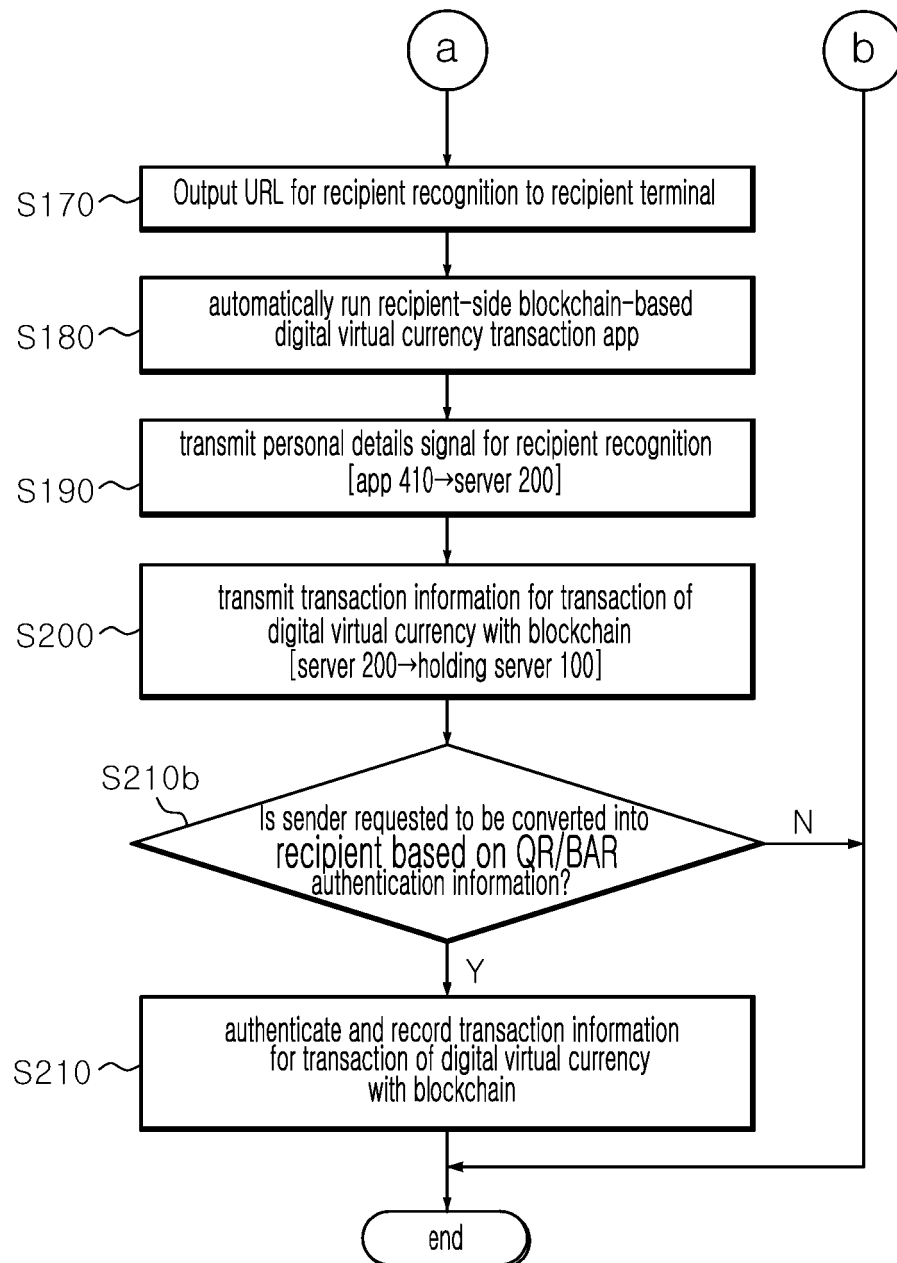 a
b
S170
Output URL for recipient recognition to recipient terminal
S180
automatically run recipient-side blockchain-based
digital virtual currency transaction app
S190
transmit personal details signal for recipient recognition
[app 410→server 200]
S200
transmit transaction information for transaction of
digital virtual currency with blockchain
[server 200→holding server 100]
S210b
Is sender requested to be converted into
recipient based on QR/BAR
authentication information?
N
Y
S210
authenticate and record transaction information
for transaction of digital virtual currency
with blockchain
end